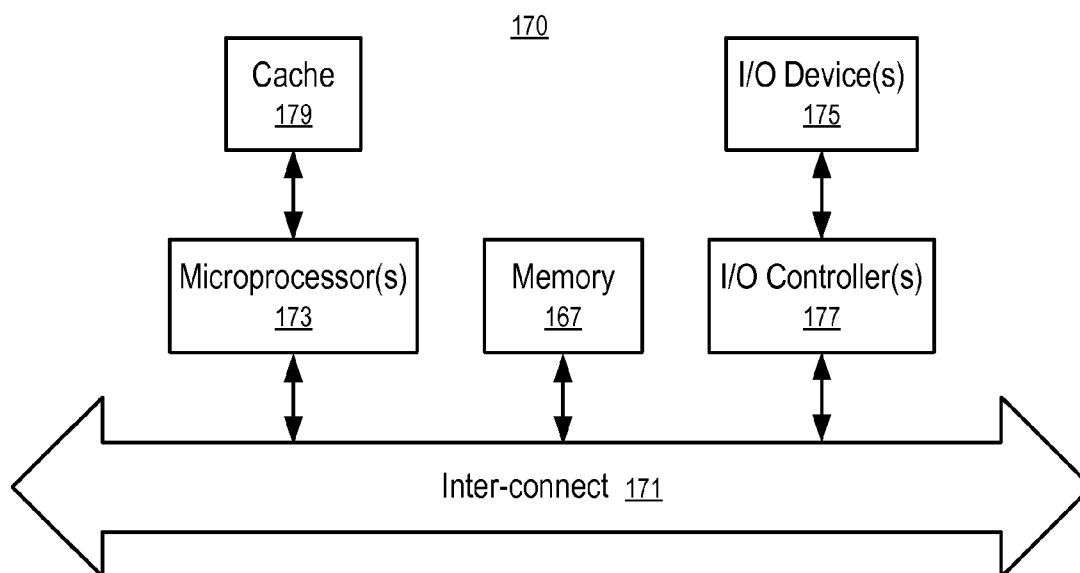 170
Cache
179
I/O Device(s)
175
Microprocessor(s)
173
Memory
167
I/O Controller(s)
177
Inter-connect 171